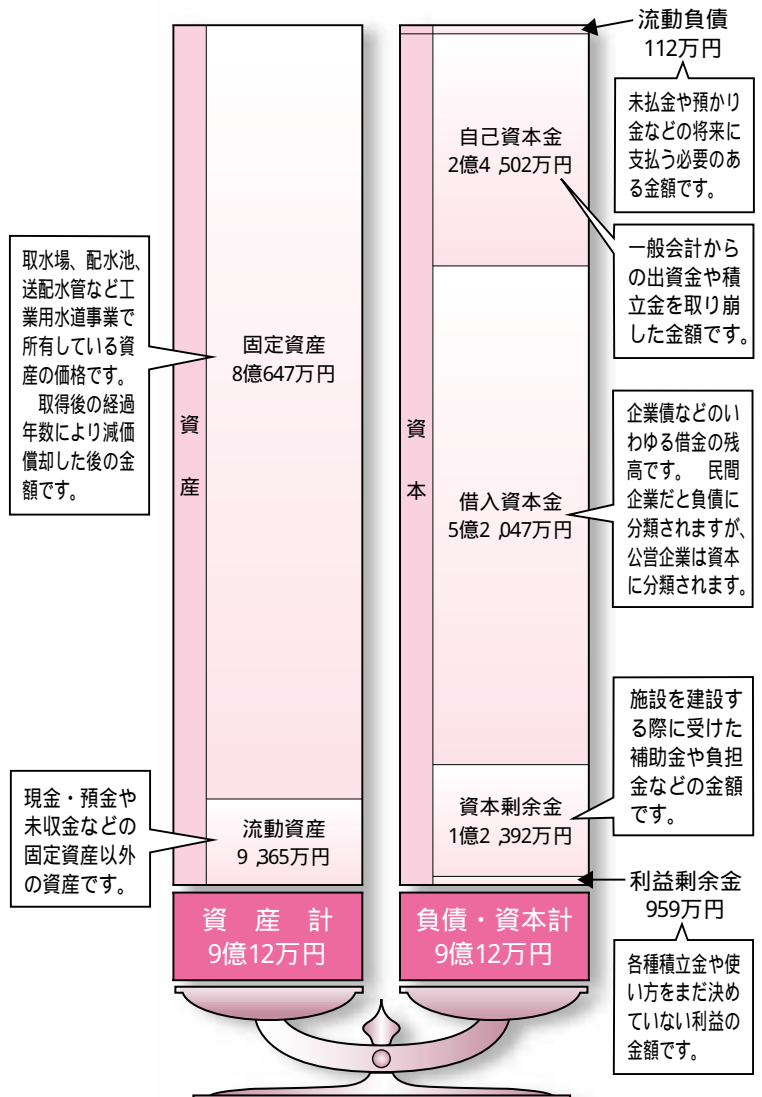 流動負債
112万円
未払金や預かり
金などの将来に
支払う必要のあ
る金額です。
自己資本金
2億4,502万円
一般会計から
の出資金や積
立金を取り崩
した金額です。
取水場、配水池、
送配水管など工
業用水道事業で
所有している資
産の価格です。
取得後の経過
年数により減価
償却した後の金
額です。
固定資産
8億647万円
資産
資本
企業債などのい
わゆる借金の残
高です。 民間
企業だと負債に
分類されますが、
公営企業は資本
に分類されます。
借入資本金
5億2,047万円
施設を建設す
る際に受けた
補助金や負担
金などの金額
です。
資本剰余金
1億2,392万円
現金・預金や
未収金などの
固定資産以外
の資産です。
流動資産
9,365万円
利益剰余金
959万円
資産計
9億12万円
負債・資本計
9億12万円
各種積立金や使
い方をまだ決め
ていない利益の
金額です。